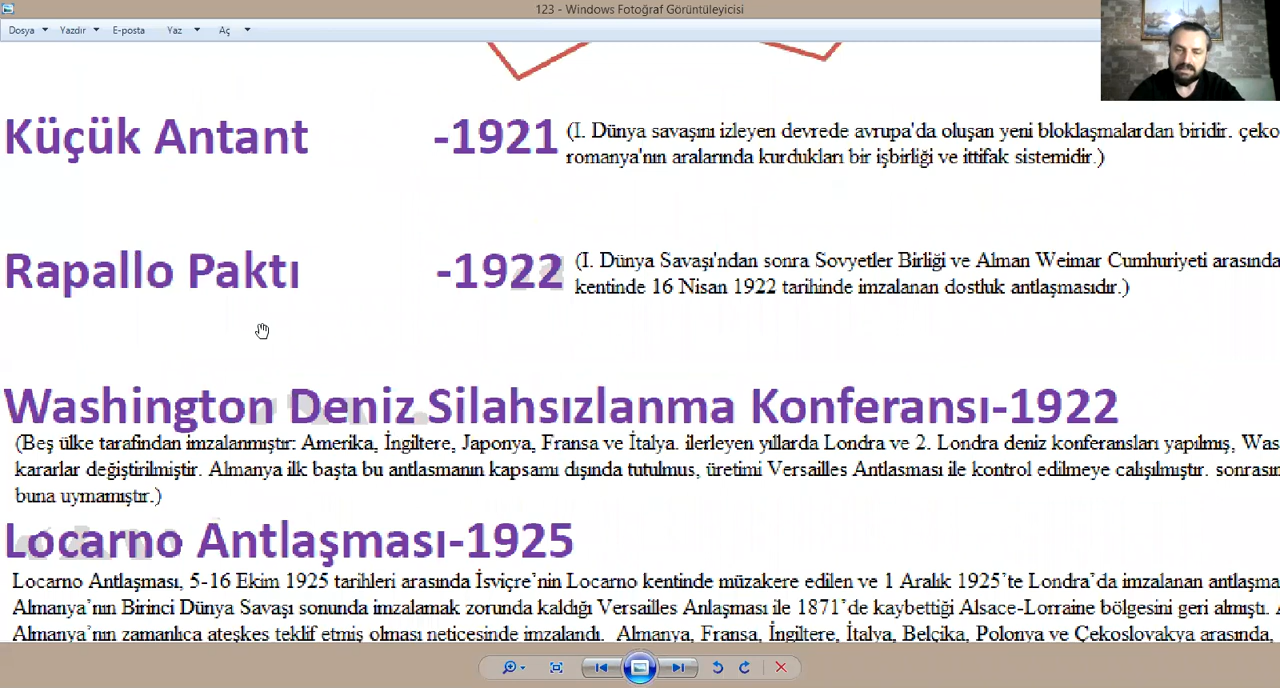 123 - Windows Fotoğraf Görüntüleyicisi
Dosya Yazdır E-posta Yaz Aç
Küçük Antant -1921 (I. Dünya savaşını izleyen devrede avrupa'da oluşan yeni bloklaşmalardan biridir. çeko
romanya'nın aralarında kurdukları bir işbirliği ve ittifak sistemidir.)
Rapallo Paktı -1922 (I. Dünya Savaşı'ndan sonra Sovyetler Birliği ve Alman Weimar Cumhuriyeti arasında
kentinde 16 Nisan 1922 tarihinde imzalanan dostluk antlaşmasıdır.)
Washington Deniz Silahsızlanma Konferansı-1922
(Beş ülke tarafından imzalanmıştır: Amerika, İngiltere, Japonya, Fransa ve İtalya. ilerleyen yıllarda Londra ve 2. Londra deniz konferansları yapılmış, Was
kararlar değiştirilmiştir. Almanya ilk başta bu antlasmanın kapsamı dışında tutulmus, üretimi Versailles Antlasması ile kontrol edilmeye calışılmıştır. sonrasın
buna uymamıştır.)
Locarno Antlaşması-1925
Locarno Antlaşması, 5-16 Ekim 1925 tarihleri arasında İsviçre’nin Locarno kentinde müzakere edilen ve 1 Aralık 1925’te Londra’da imzalanan antlaşma
Almanya’nın Birinci Dünya Savaşı sonunda imzalamak zorunda kaldığı Versailles Anlaşması ile 1871’de kaybettiği Alsace-Lorraine bölgesini geri almıştı. A
Almanya’nın zamanlıca ateşkes teklif etmiş olması neticesinde imzalandı. Almanya, Fransa, İngiltere, İtalya, Belçika, Polonya ve Çekoslovakya arasında,